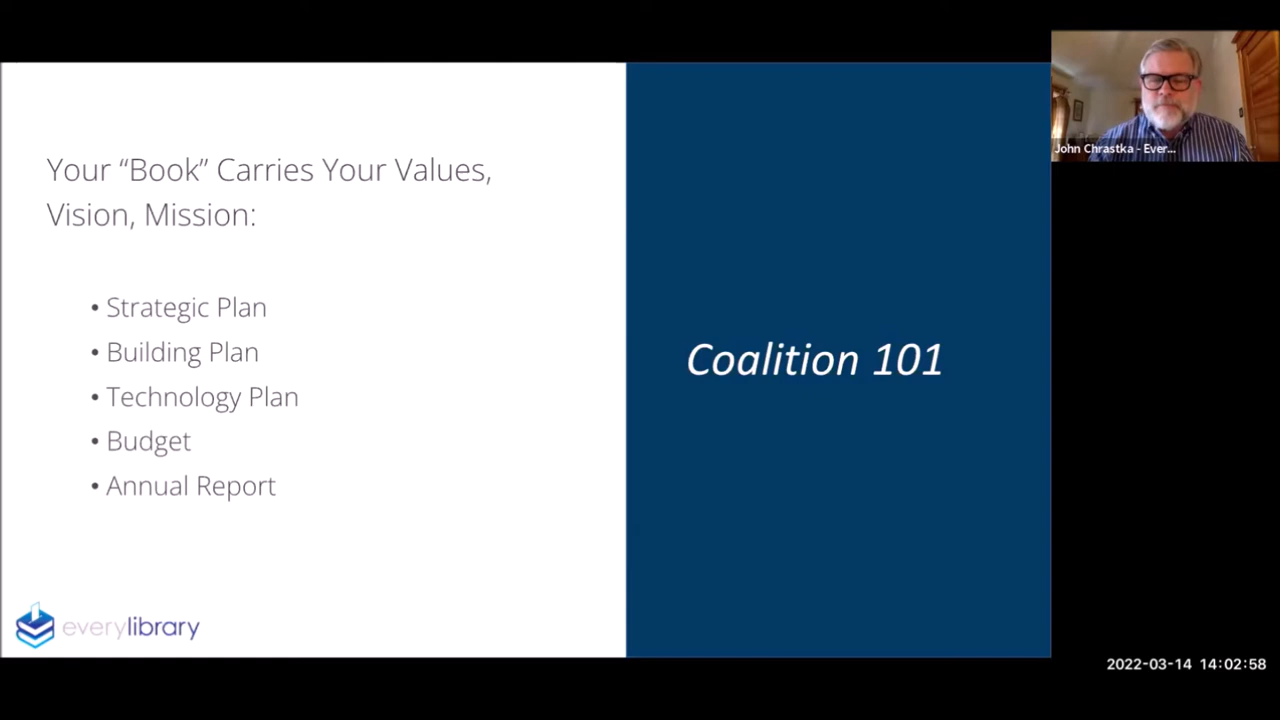 Your “Book” Carries Your Values,
Vision, Mission:
• Strategic Plan
• Building Plan
• Technology Plan
• Budget
• Annual Report
everylibrary
Coalition 101
John Chrastka - Ever...
2022-03-14 14:02:58